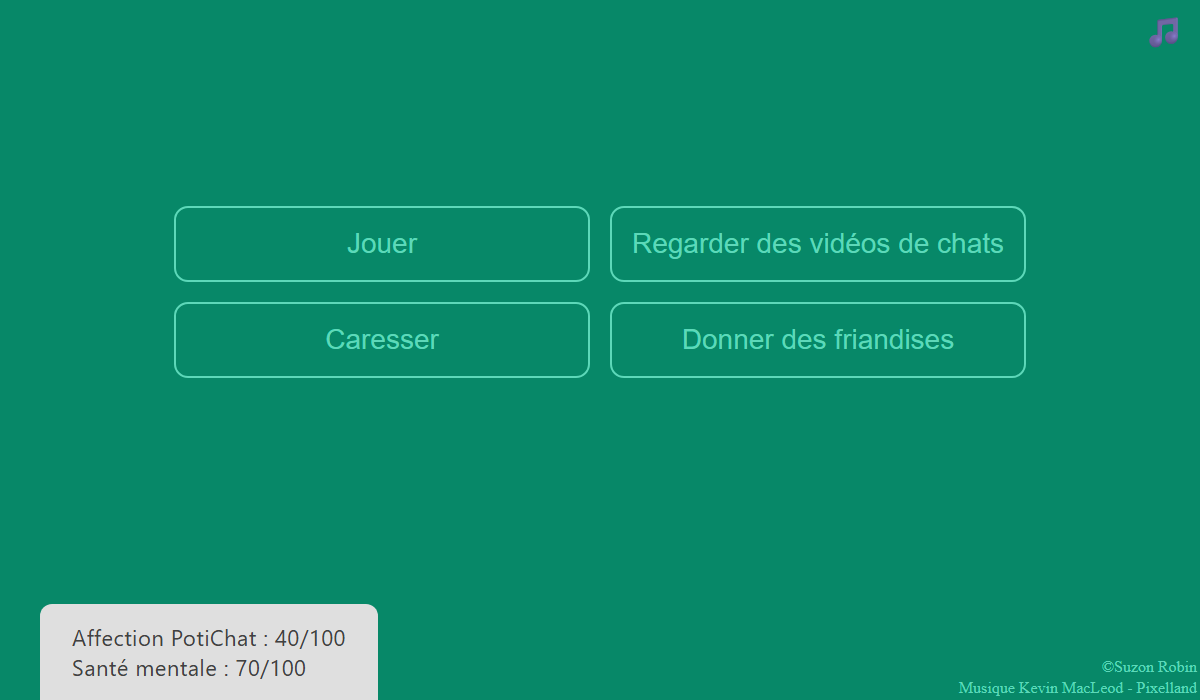 Jouer
Regarder des vidéos de chats
Caresser
Donner des friandises
Affection PotiChat : 40/100
Santé mentale : 70/100
©Suzon Robin
Musique Kevin MacLeod - Pixelland